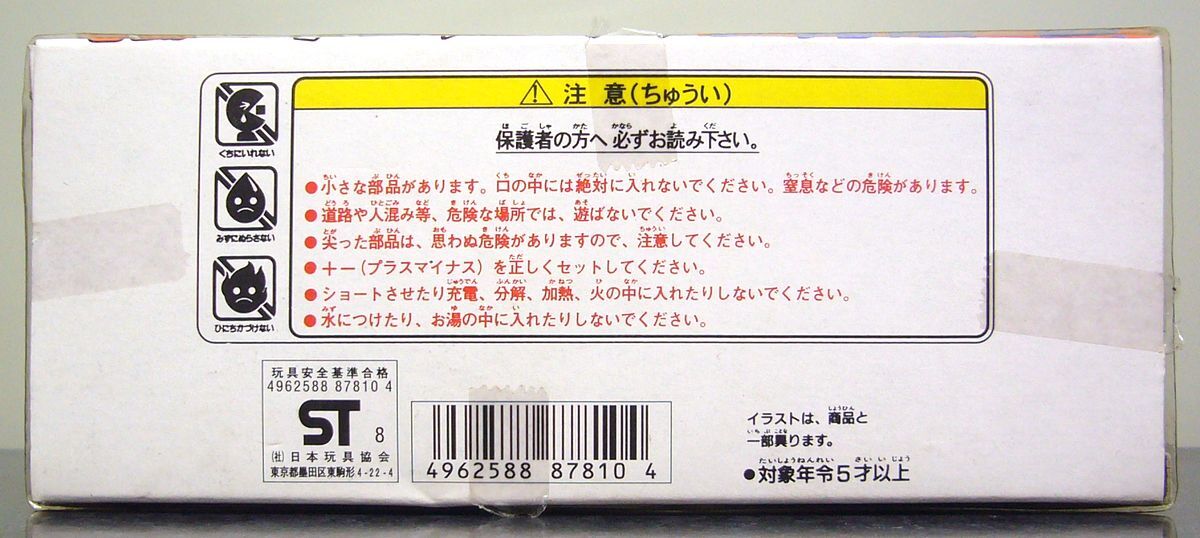 ⚠ 注 意(ちゅうい)
保護者の方へ必ずお読み下さい。
くちにいれない
みずにぬらさない
ひにちかづけない
●小さな部品があります。口の中には絶対に入れないでください。窒息などの危険があります。
●道路や人混み等、危険な場所では、遊ばないでください。
●尖った部品は、思わぬ危険がありますので、注意してください。
●+ー(プラスマイナス)を正しくセットしてください。
●ショートさせたり充電、分解、加熱、火の中に入れたりしないでください。
●水につけたり、お湯の中に入れたりしないでください。
玩具安全基準合格
4962588 87810 4
ST 8
(社)日本玩具協会
東京都墨田区東駒形4-22-4
4962588 87810 4
イラストは、商品と
一部異ります。
●対象年令5才以上